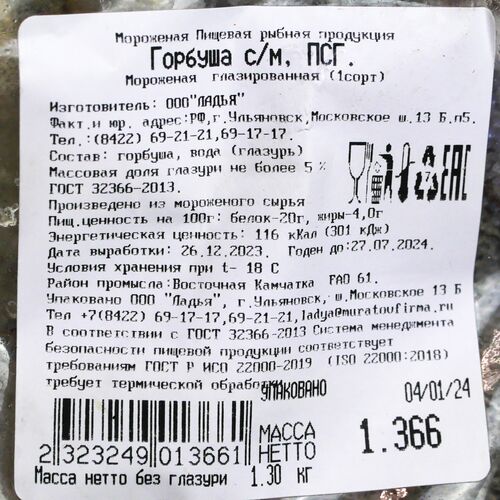 Мороженая Пищевая рыбная продукция
Горбуша с/м, ПСГ.
Мороженая глазированная (1сорт)
Изготовитель: ООО"ЛАДЬЯ"
Факт.и юр. адрес:РФ,г.Ульяновск,Московское ш.13 Б.п5.
Тел.:(8422) 69-21-21,69-17-17.
Состав: горбуша, вода (глазурь)
Массовая доля глазури не более 5 %
ГОСТ 32366-2013.
Произведено из мороженого сырья
Пищ.ценность на 100г: белок-20г, жиры-4,0г
Энергетическая ценность: 116 кКал (301 кДж)
Дата выработки: 26.12.2023. Годен до:27.07.2024.
Условия хранения при t- 18 С
Район промысла:Восточная Камчатка FAO 61.
Упаковано ООО "Ладья", г.Ульяновск, ш.Московское 13 Б
Тел +7(8422) 69-17-17,69-21-21,ladya@muratovfirma.ru
В соответствии с ГОСТ 32366-2013 Система менеджмента
безопасности пищевой продукции соответствует
требованиям ГОСТ Р ИСО 22000-2019 (ISO 22000:2018)
требует термической обработки
УПАКОВАНО 04/01/24
МАССА
НЕТТО 1.366
2 323249 013661
Масса нетто без глазури 1.30 кг
EAC